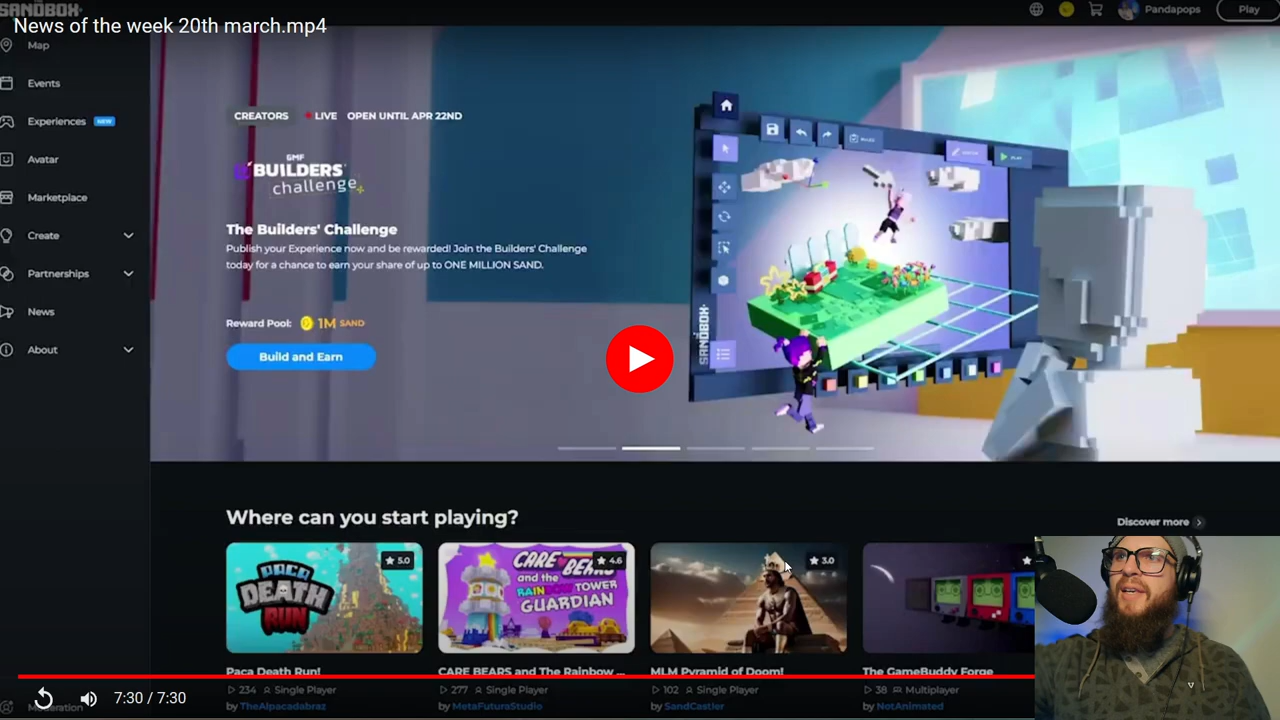 SANDBOX
Pandapops
Play
News of the week 20th march.mp4
Map
Events
Experiences NEW
Avatar
Marketplace
Create
Partnerships
News
About
CREATORS LIVE OPEN UNTIL APR 22ND
GMF
BUILDERS'
challenge
The Builders' Challenge
Publish your Experience now and be rewarded! Join the Builders' Challenge
today for a chance to earn your share of up to ONE MILLION SAND.
Reward Pool: 1M SAND
Build and Earn
PLAY
SANDBOX
Where can you start playing?
Discover more
5.0
PACA
DEATH
RUN
4.6
CARE BEARS
and the
RAINBOW TOWER
GUARDIAN
3.0
Paca Death Run!
234 Single Player
by TheAlpacadabraz
CARE BEARS and The Rainbow ...
277 Single Player
by MetaFuturaStudio
MLM Pyramid of Doom!
102 Single Player
by SandCastler
The GameBuddy Forge
38 Multiplayer
by NotAnimated
7:30 / 7:30
Moderation